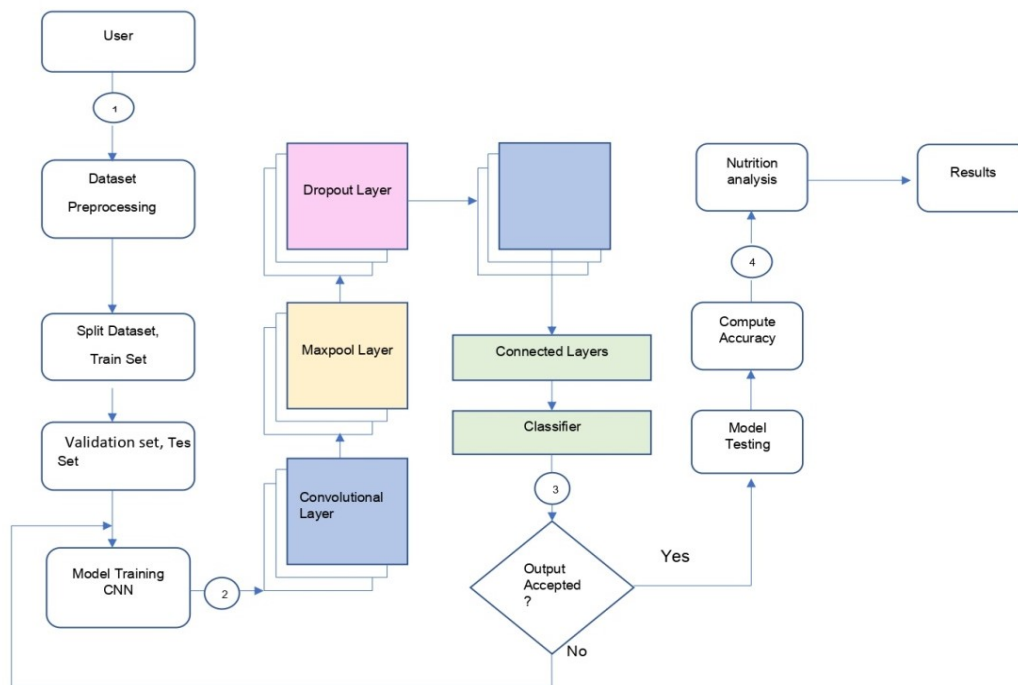 User
1
Dataset
Preprocessing
Split Dataset,
Train Set
Validation set, Tes
Set
Model Training
CNN
2
Convolutional
Layer
Maxpool Layer
Dropout Layer
Connected Layers
Classifier
3
Output
Accepted
?
Yes
No
Model
Testing
Compute
Accuracy
4
Nutrition
analysis
Results